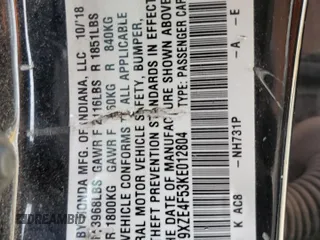 BY HONDA MFG. OF INDIANA, LLC 10/'18
3968LBS GAWR F 2116LBS R 1851LBS
R 1800KG GAWR F 960KG R 840KG
VEHICLE CONFORMS TO ALL APPLICABLE
RAL MOTOR VEHICLE SAFETY, BUMPER,
THEFT PREVENTION STANDARDS IN EFFECT
THE DATE OF MANUFACTURE SHOWN ABOVE
9XZE4F53KE012804 TYPE: PASSENGER CAR
K AC8 -NH731P -A -E
DREAMBID